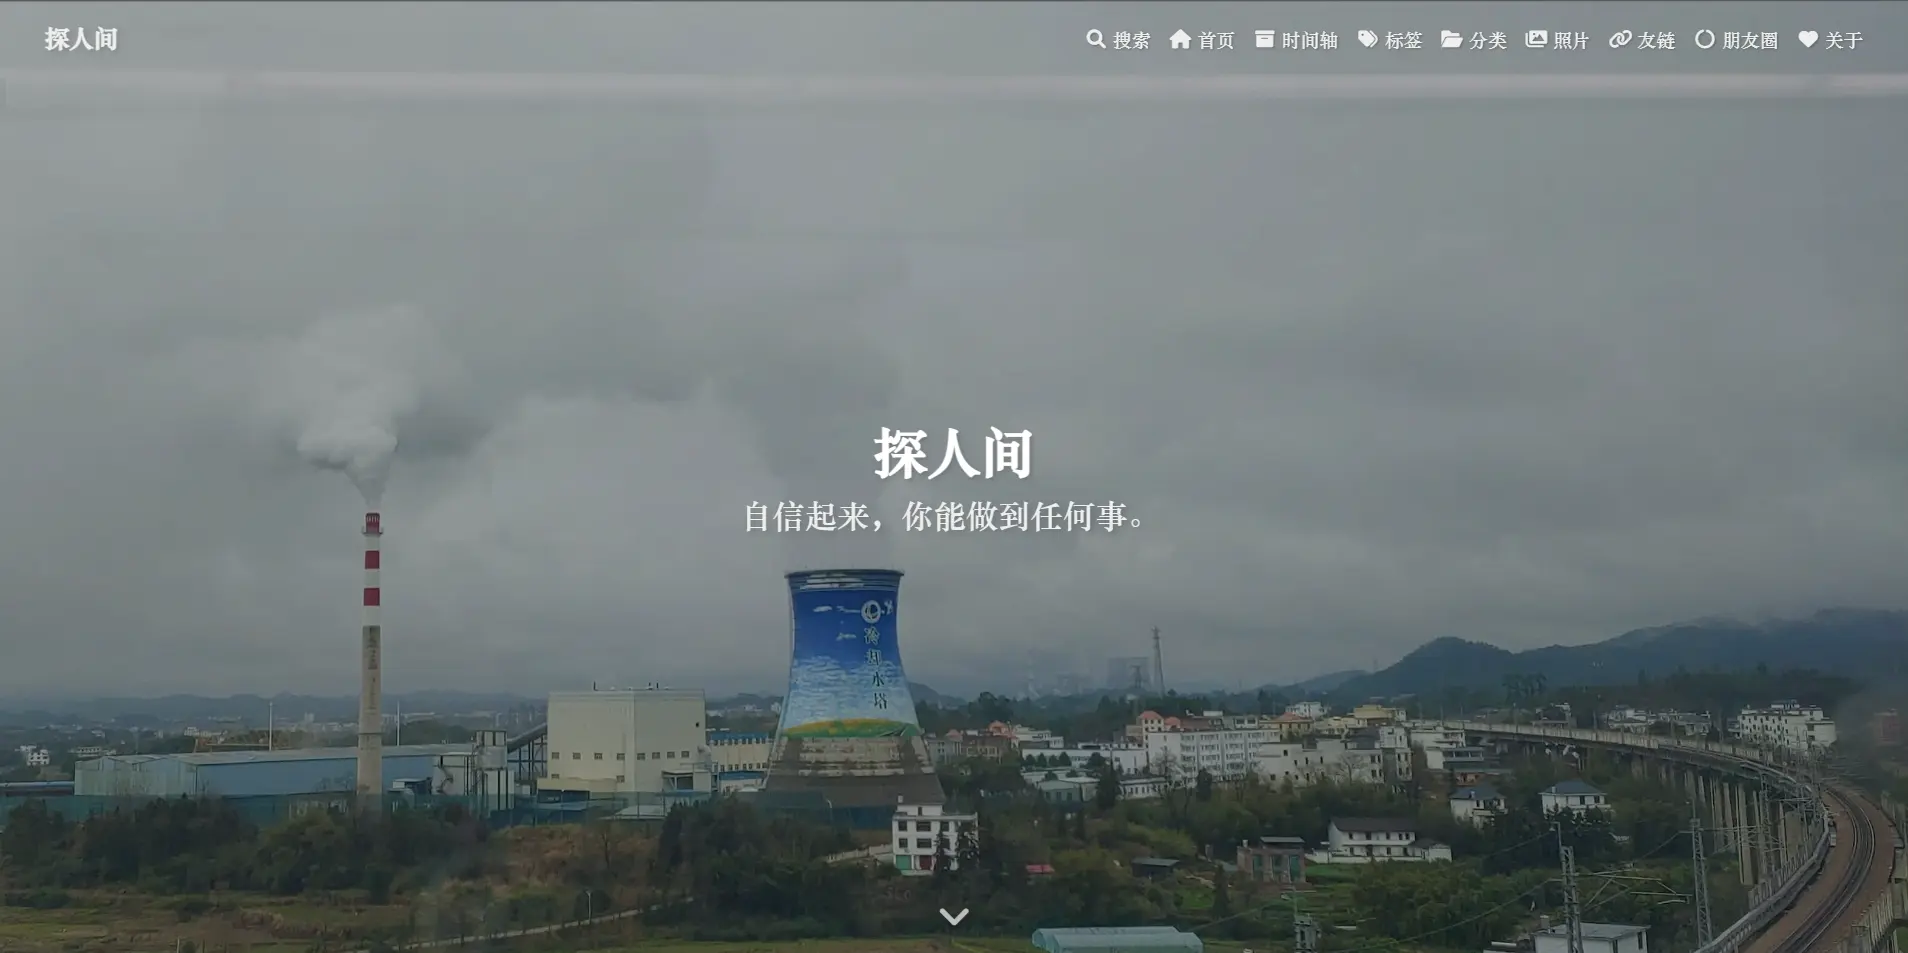 探人间
搜索 首页 时间轴 标签 分类 照片 友链 朋友圈 关于
探人间
自信起来，你能做到任何事。
冷却水塔